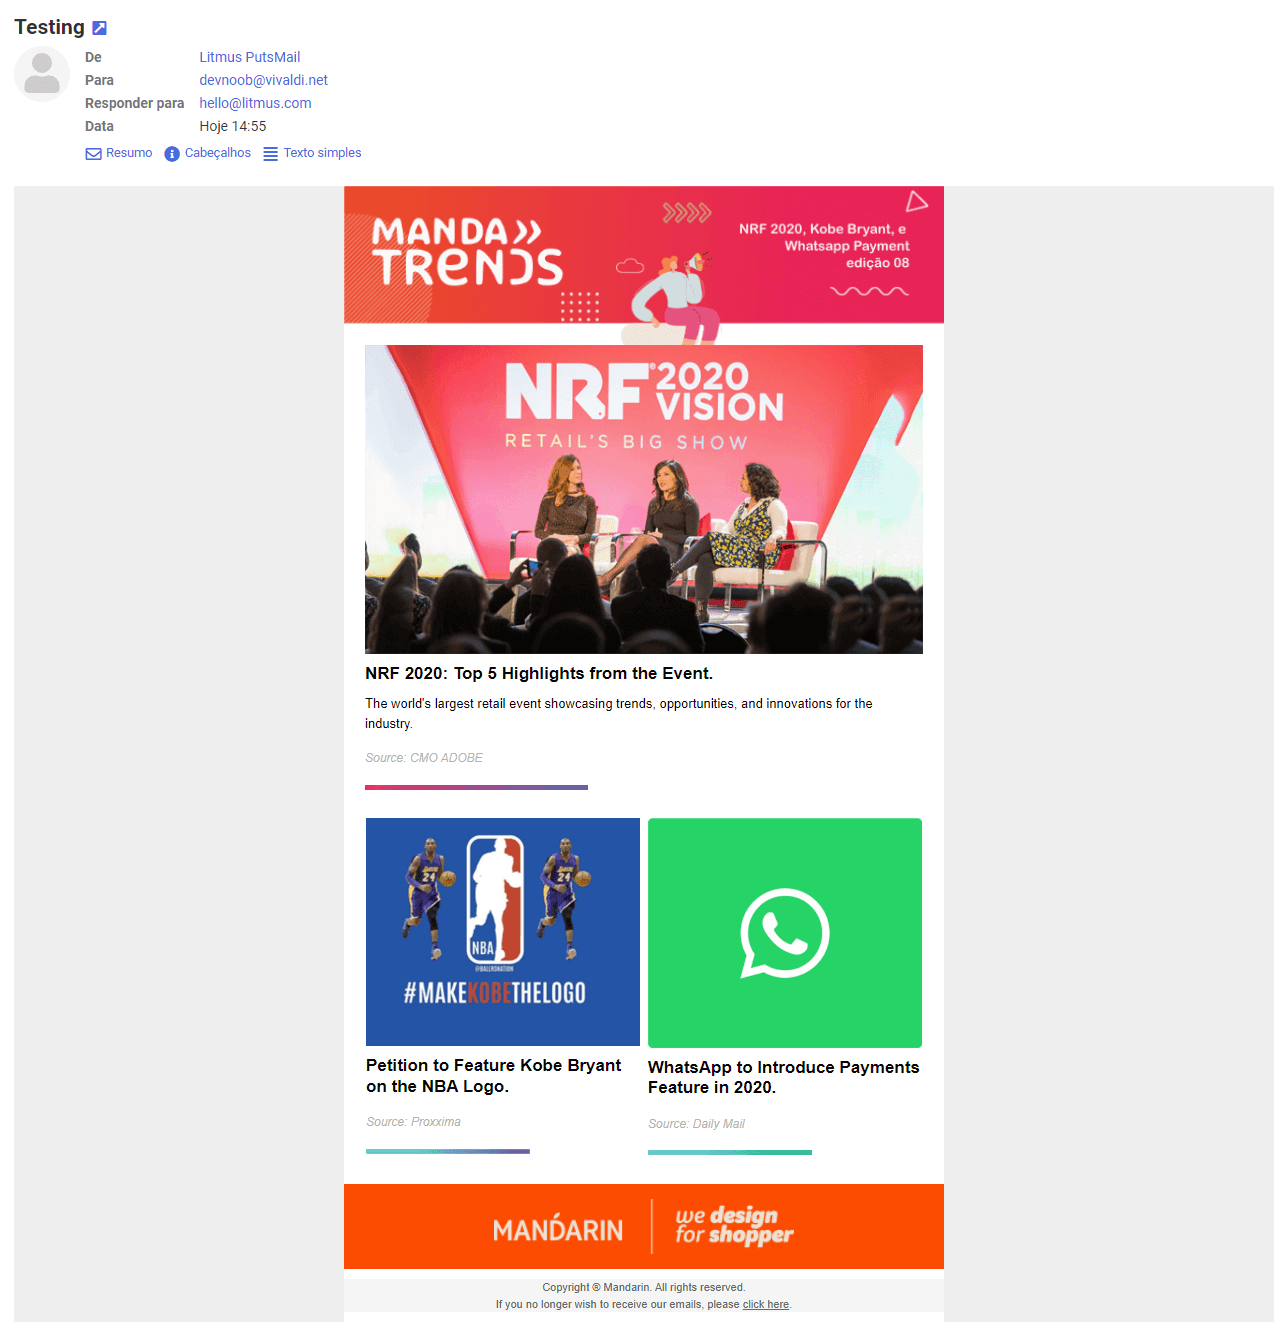 Testing
De Litmus PutsMail
Para devnoob@vivaldi.net
Responder para hello@litmus.com
Data Hoje 14:55
Resumo Cabeçalhos Texto simples
MANDA
TRENDS
NRF 2020, Kobe Bryant, e
Whatsapp Payment
edição 08
NRF® 2020
VISION
RETAIL'S BIG SHOW
NRF 2020: Top 5 Highlights from the Event.
The world's largest retail event showcasing trends, opportunities, and innovations for the
industry.
Source: CMO ADOBE
LAKERS
24
LAKERS
24
NBA
@BALLRSNATION
#MAKEKOBETHELOGO
Petition to Feature Kobe Bryant
on the NBA Logo.
Source: Proxxima
WhatsApp to Introduce Payments
Feature in 2020.
Source: Daily Mail
MANDARIN
we design
for shopper
Copyright ® Mandarin. All rights reserved.
If you no longer wish to receive our emails, please click here.